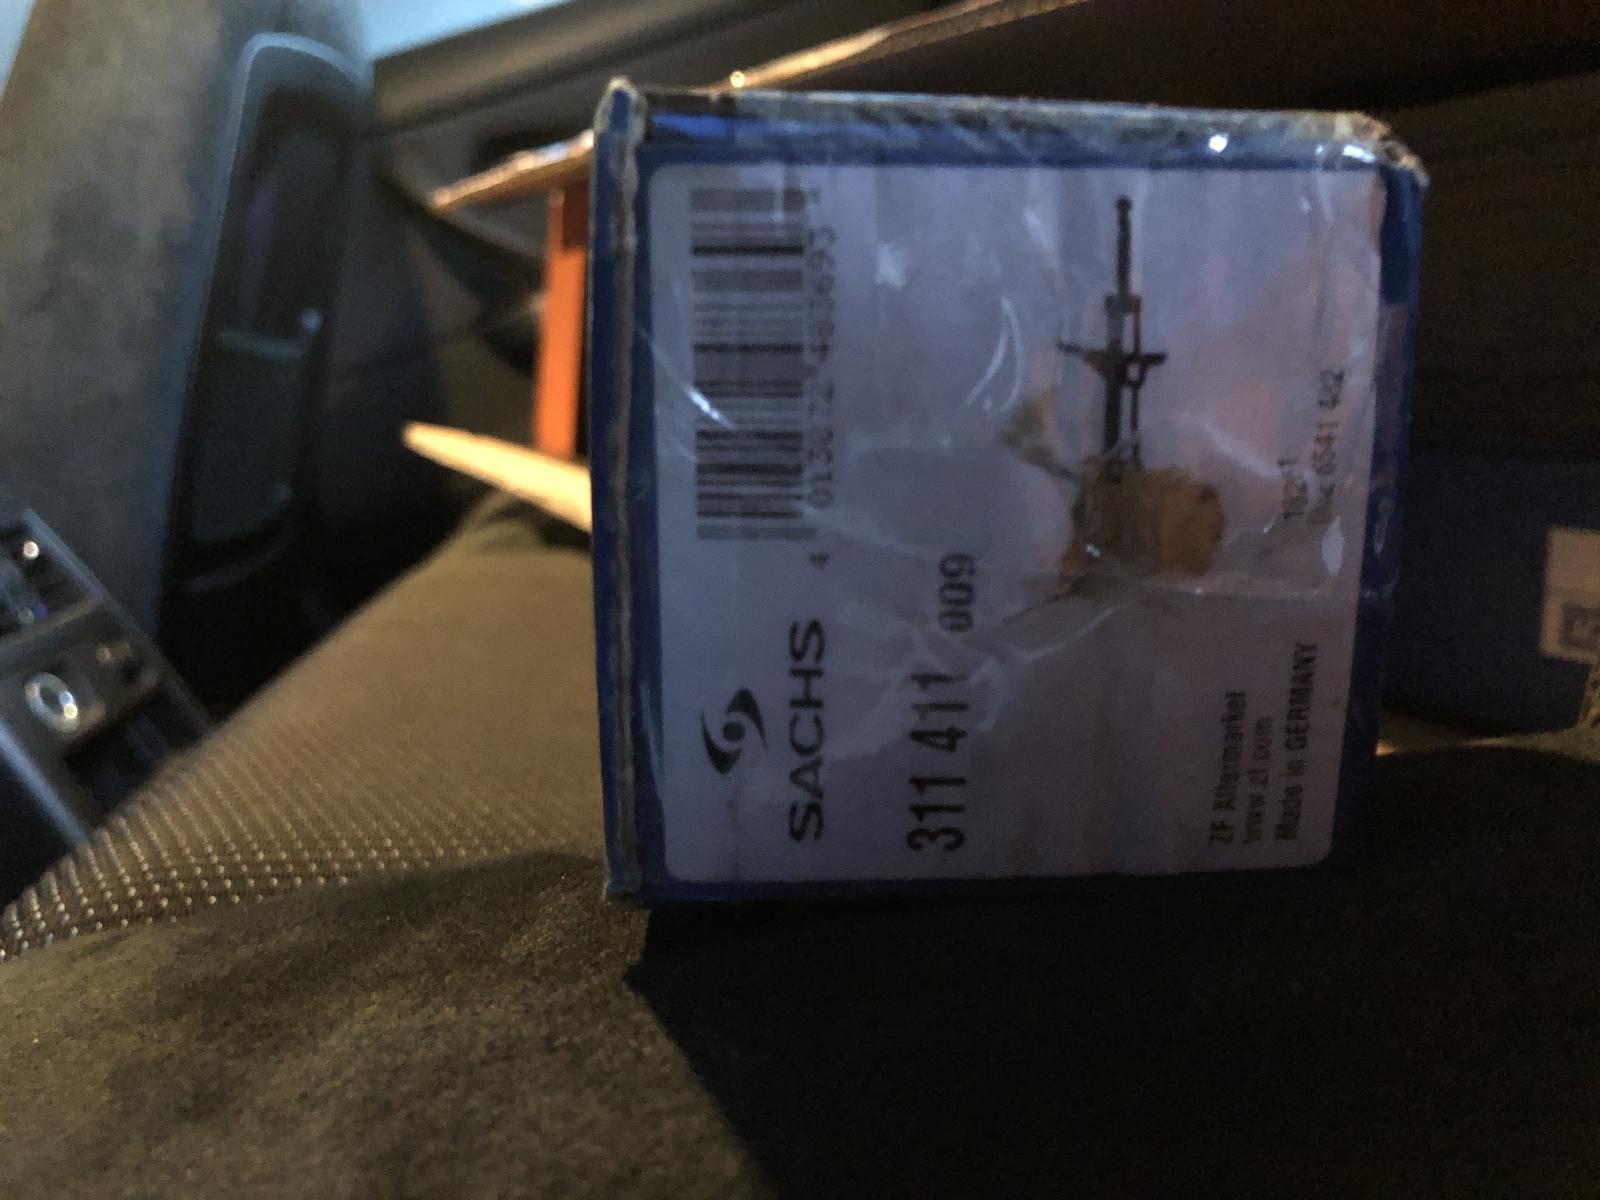 SACHS
311 411 009
ZF Aftermarket
www.zf.com
Made in GERMANY